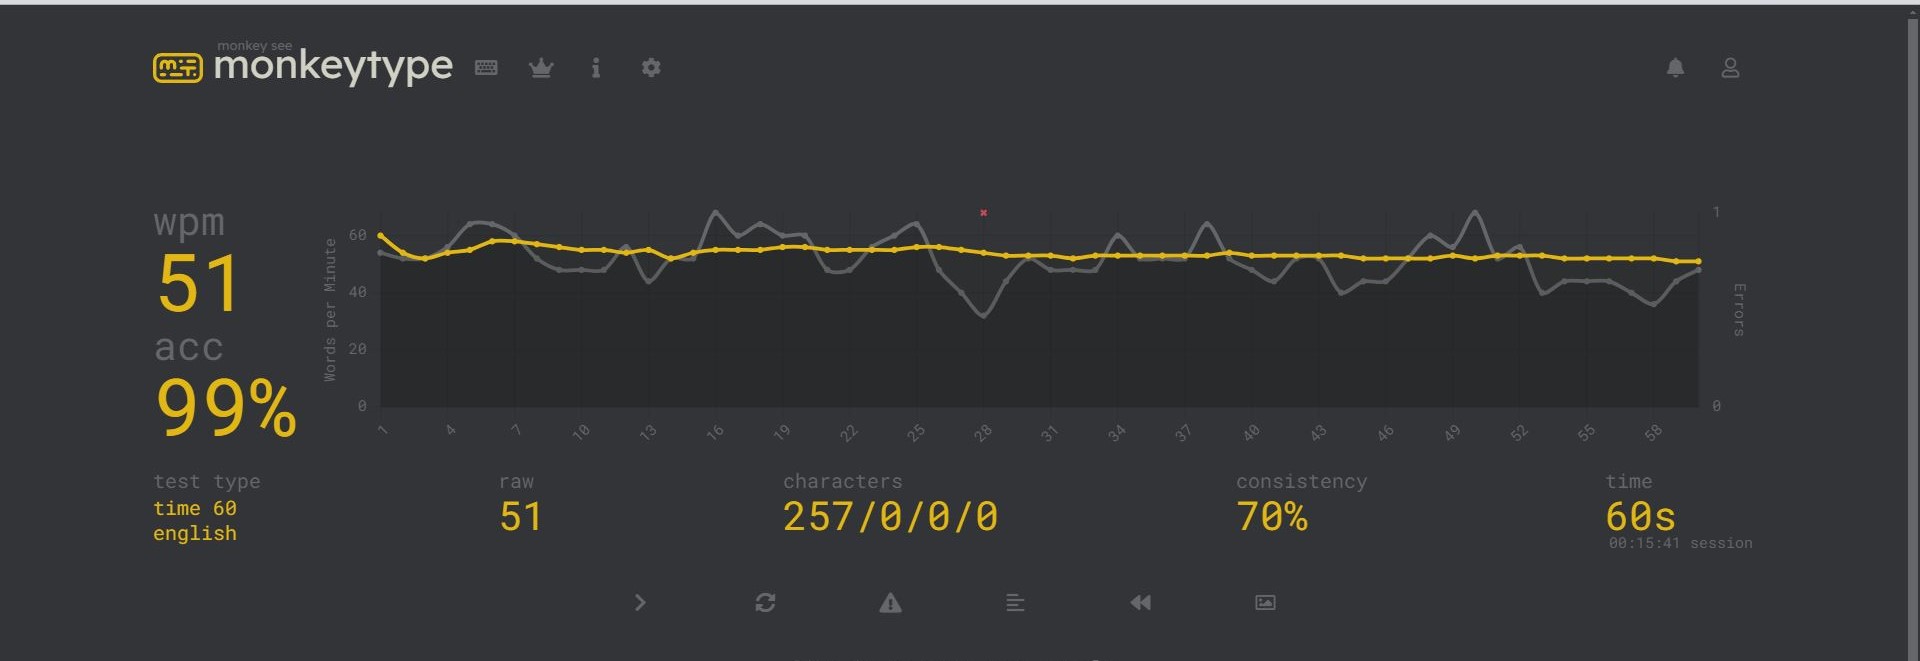 monkey see
monkeytype
wpm
51
acc
99%
Words per Minute
60
40
20
0
1
0
Errors
1 4 7 10 13 16 19 22 25 28 31 34 37 40 43 46 49 52 55 58
test type
time 60
english
raw
51
characters
257/0/0/0
consistency
70%
time
60s
00:15:41 session